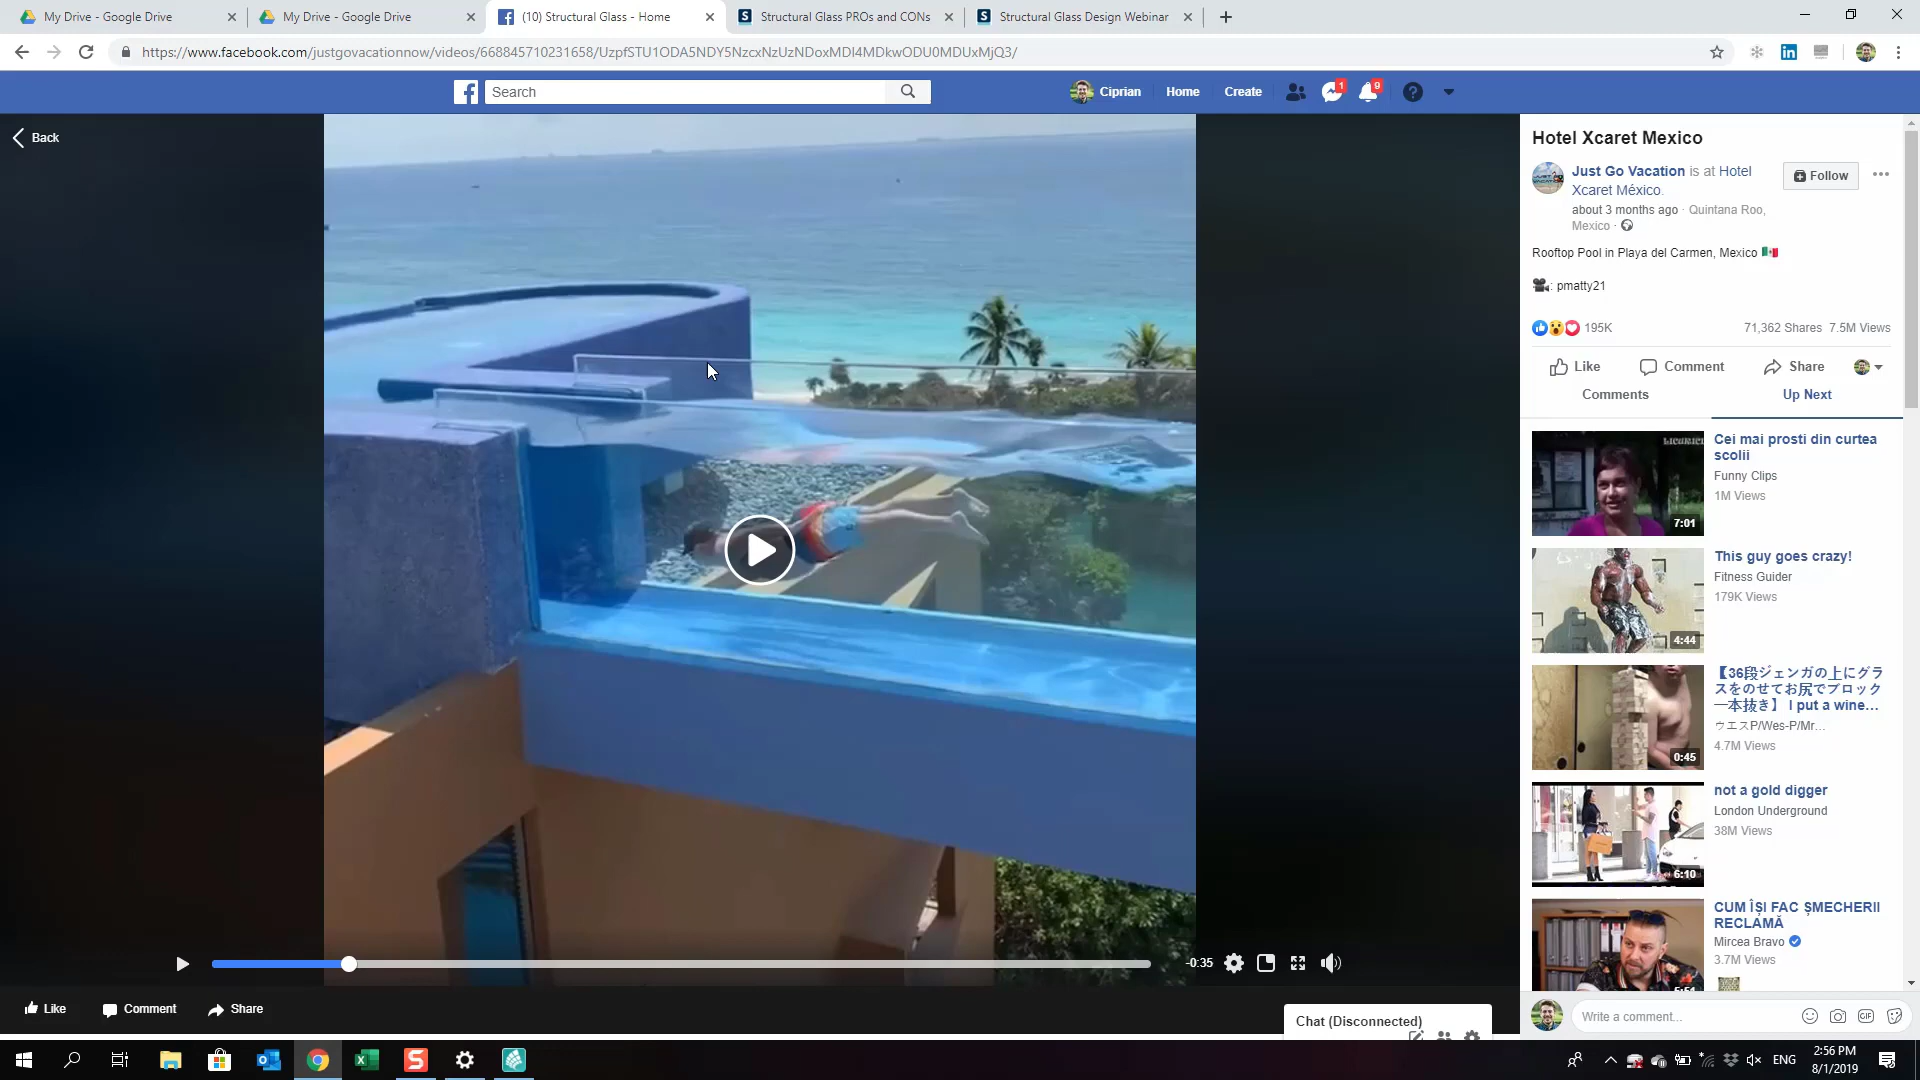 My Drive - Google Drive
My Drive - Google Drive
(10) Structural Glass - Home
Structural Glass PROs and CONs
Structural Glass Design Webinar
https://www.facebook.com/justgovacationnow/videos/668845710231658/UzpfSTU1ODA5NDY5NzcxNzUzNDoxMDI4MDkwODU0MDUxMjQ3/
Search
Ciprian
Home
Create
1
9
Back
Hotel Xcaret Mexico
Just Go Vacation is at Hotel
Xcaret México.
Follow
about 3 months ago · Quintana Roo,
Mexico ·
Rooftop Pool in Playa del Carmen, Mexico
: pmatty21
195K
71,362 Shares 7.5M Views
Like
Comment
Share
Comments
Up Next
Cei mai prosti din curtea
scolii
Funny Clips
1M Views
7:01
This guy goes crazy!
Fitness Guider
179K Views
4:44
【36段ジェンガの上にグラ
スをのせてお尻でブロック
一本抜き】 I put a wine...
ウエスP/Wes-P/Mr...
4.7M Views
0:45
not a gold digger
London Underground
38M Views
6:10
CUM ÎȘI FAC ȘMECHERII
RECLAMĂ
Mircea Bravo
3.7M Views
-0:35
Like
Comment
Share
Chat (Disconnected)
Write a comment...
GIF
ENG
2:56 PM
8/1/2019